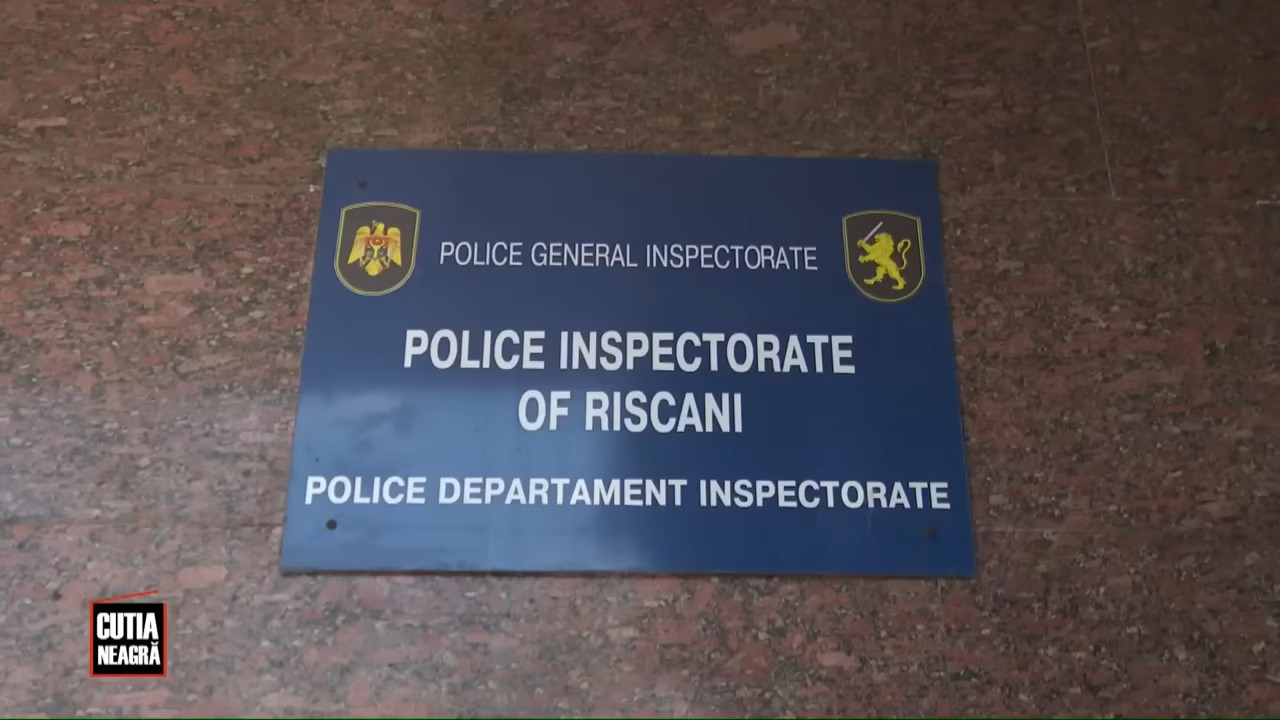 POLICE GENERAL INSPECTORATE
POLICE INSPECTORATE
OF RISCANI
POLICE DEPARTAMENT INSPECTORATE
CUTIA
NEAGRĂ